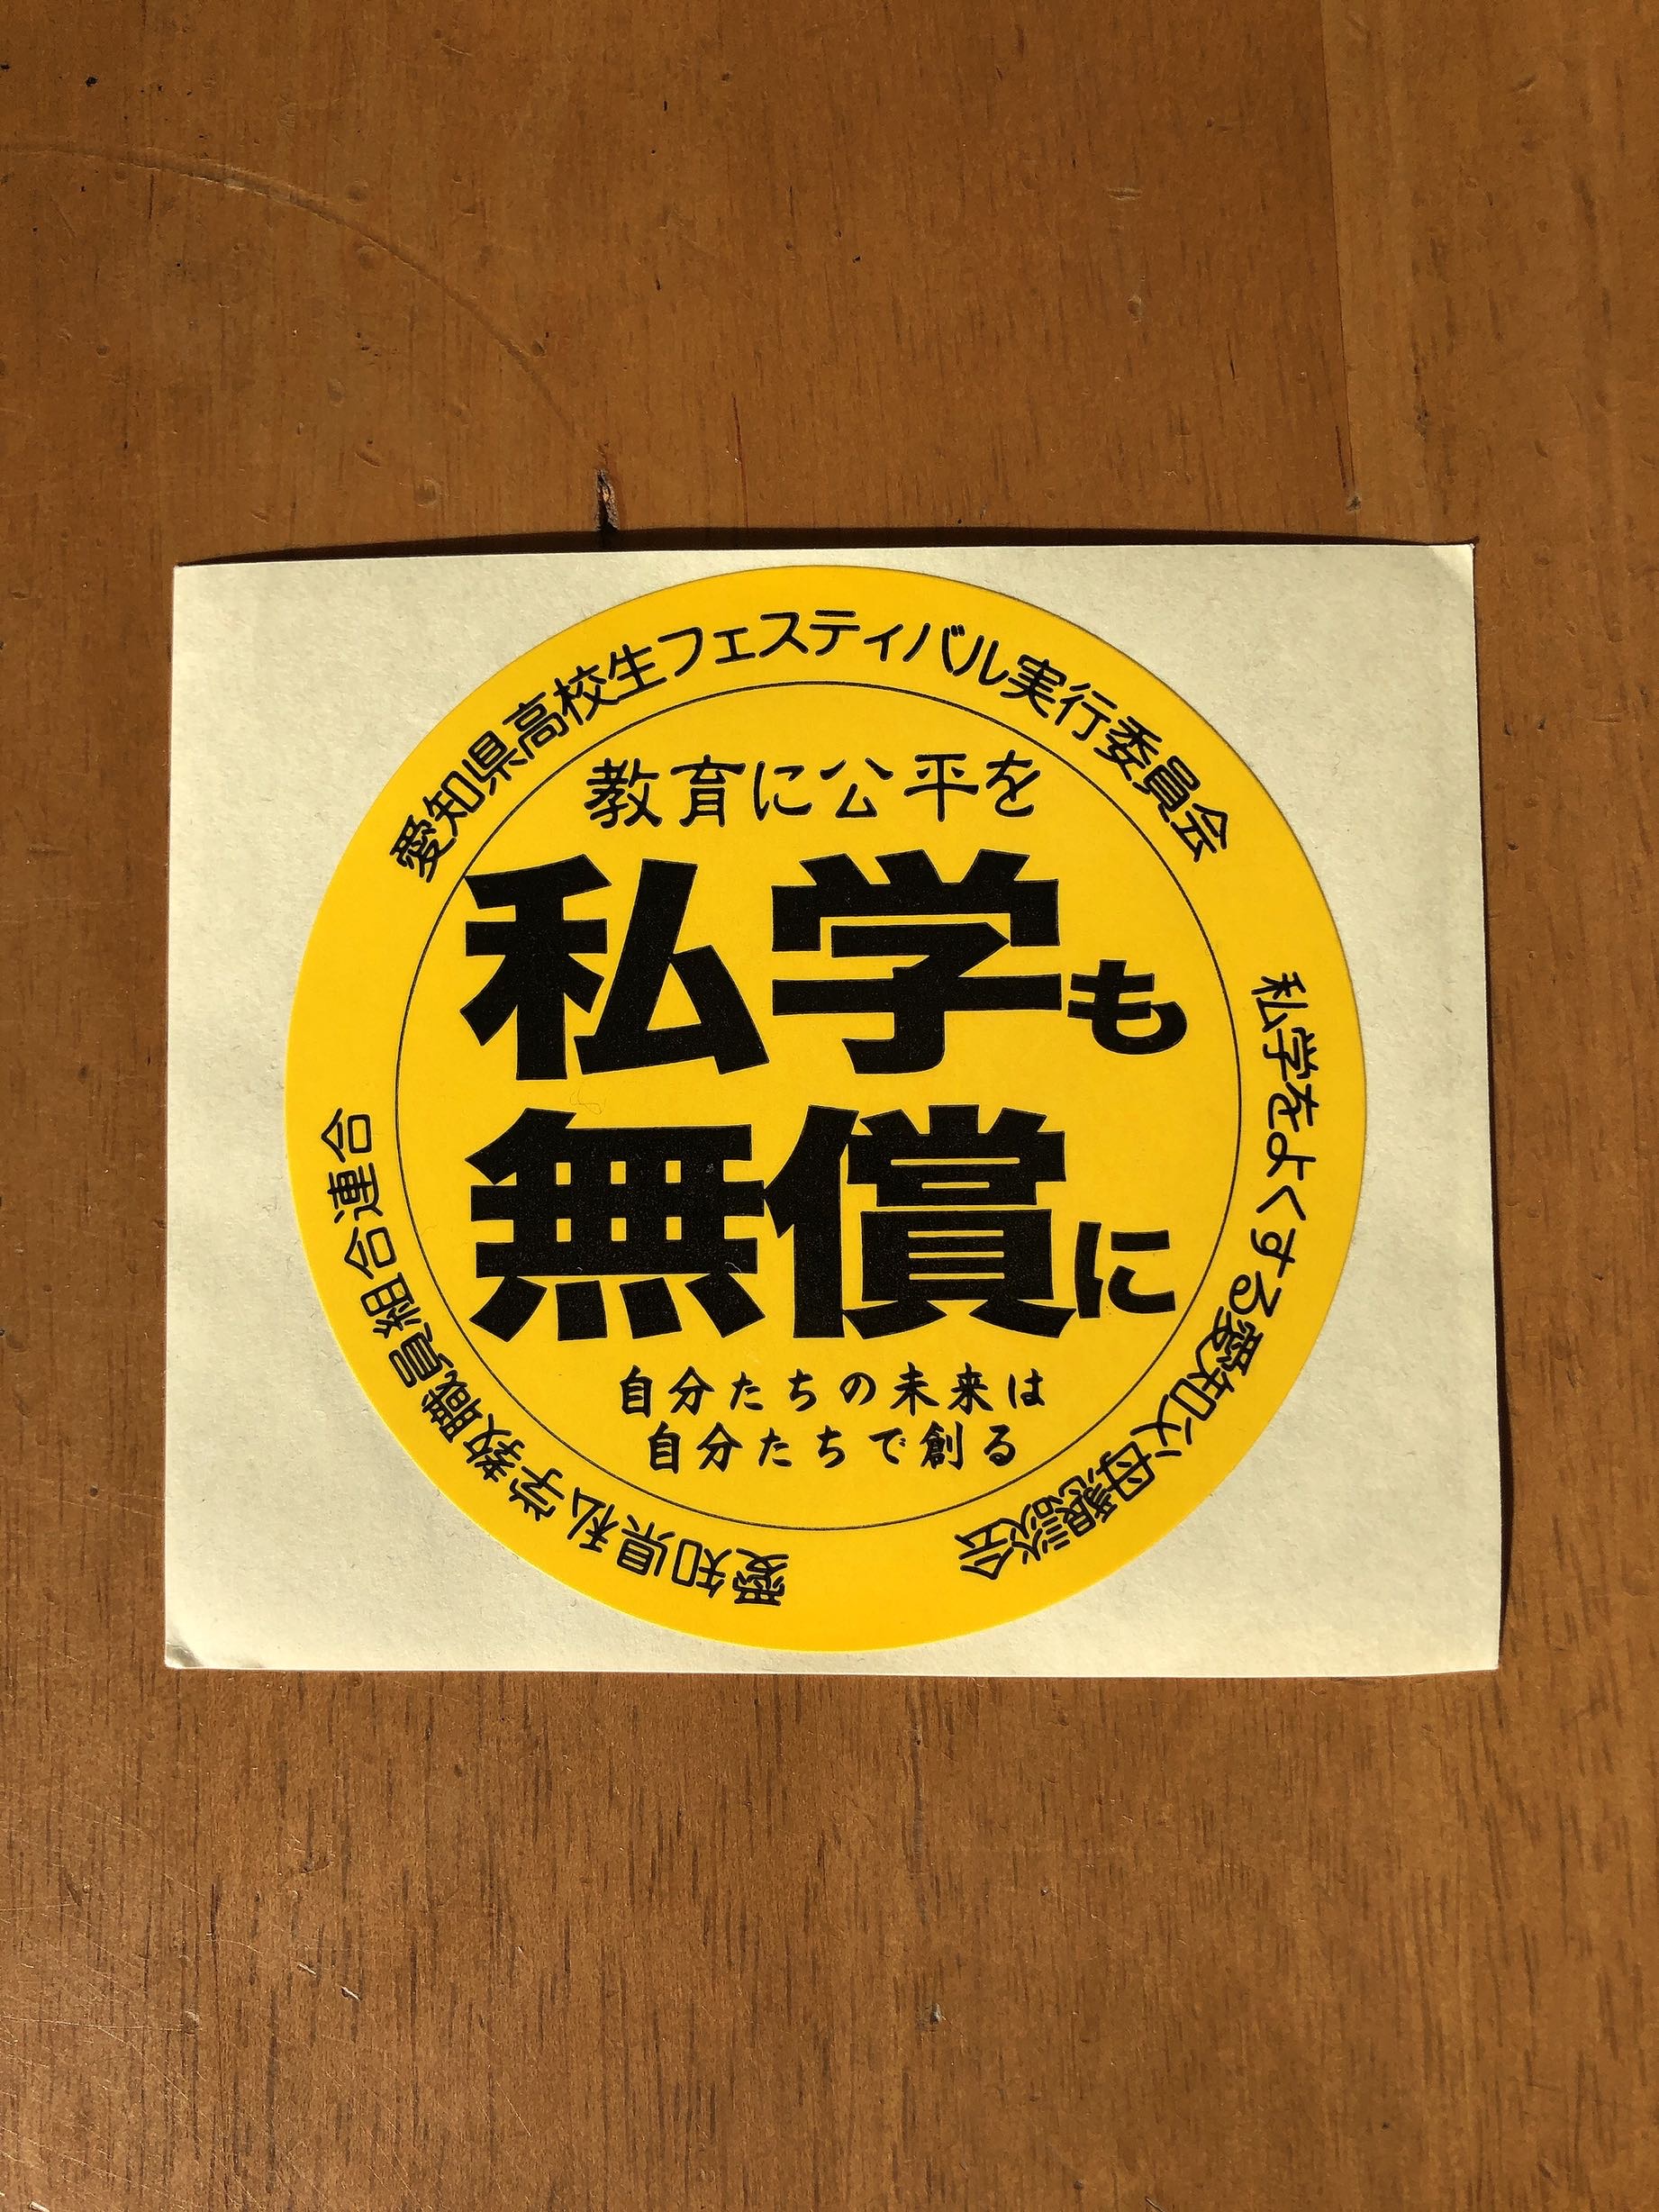 愛知県高校生フェスティバル実行委員会
教育に公平を
私学も
無償に
自分たちの未来は
自分たちで創る
私学をよくする愛知父母懇談会
愛知県私学教職員組合連合